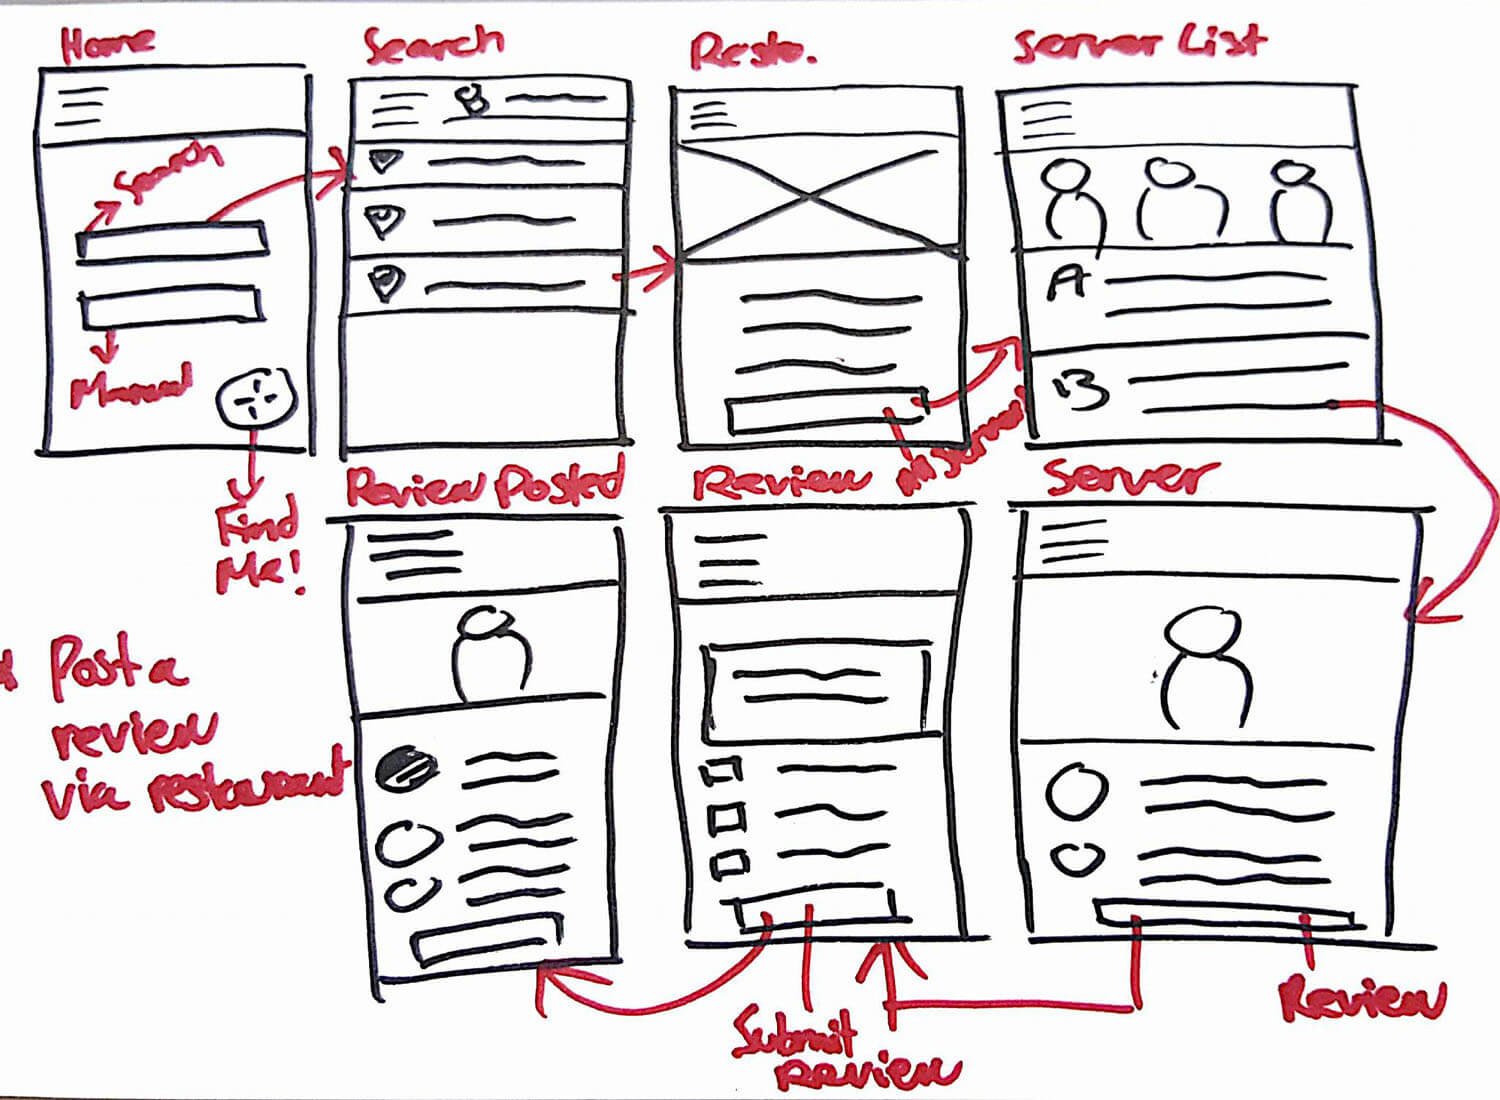 Home
Search
Resto.
Server List
Search
Manual
Find
Me!
A
B
All servers
Review Posted
Review
Server
* Post a
review
via restaurant
Submit
Review
Review